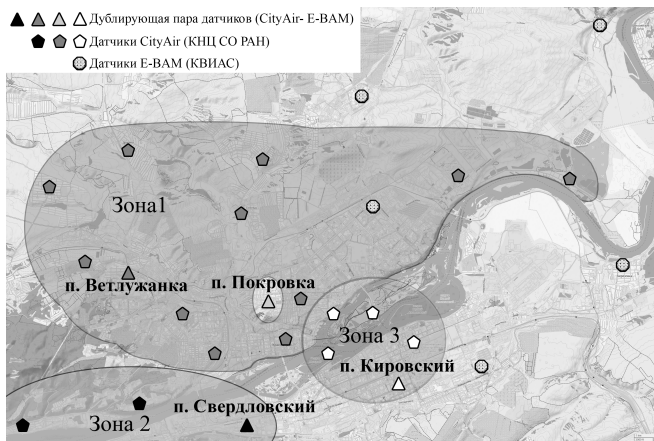 Дублирующая пара датчиков (CityAir- E-BAM)
Датчики CityAir (КНЦ СО РАН)
Датчики E-BAM (КВИАС)
Зона1
п. Ветлужанка
п. Покровка
Зона 3
п. Кировский
п. Свердловский
Зона 2